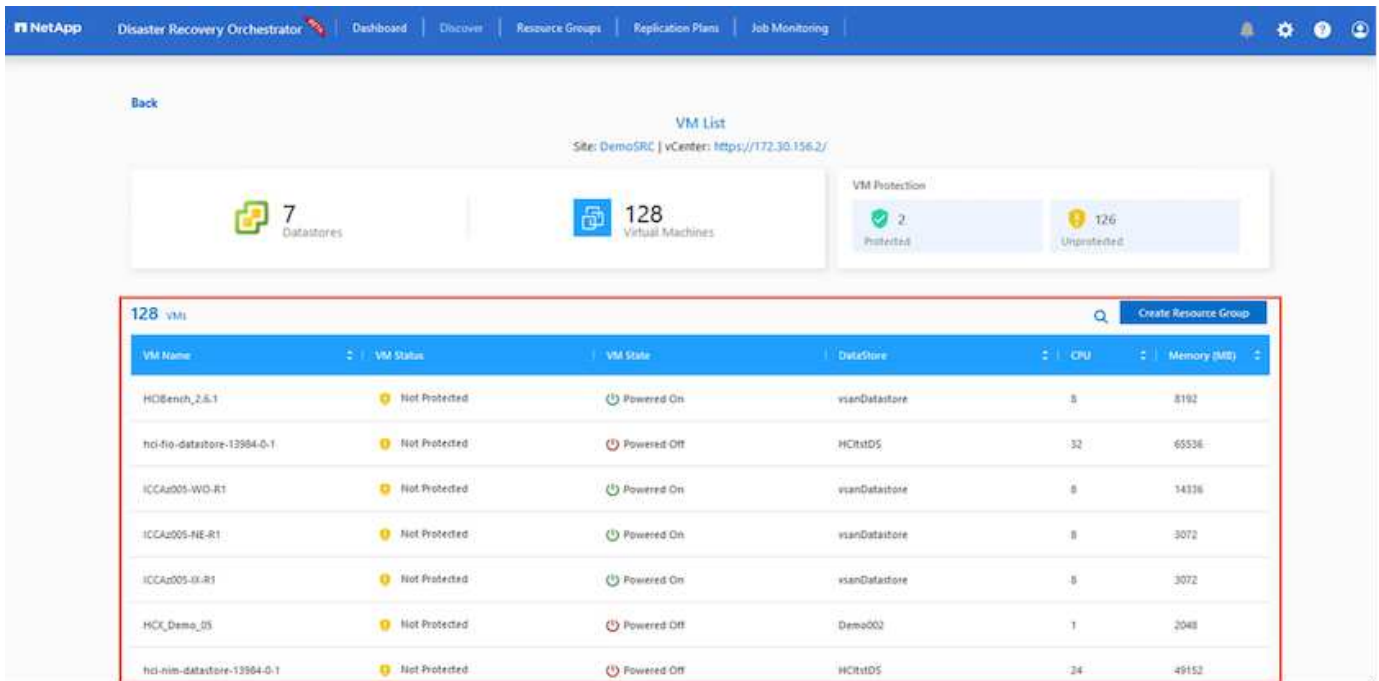 NetApp Disaster Recovery Orchestrator Dashboard Discover Resource Groups Replication Plans Job Monitoring
Back
VM List
Site: DemoSRC | vCenter: https://172.30.156.2/
7
Datastores
128
Virtual Machines
VM Protection
2
Protected
126
Unprotected
128 VMs
Create Resource Group
VM Name VM Status VM State DataStore CPU Memory (MB)
HCIBench_2.6.1 Not Protected Powered On vsanDatastore 8 8192
hci-fio-datastore-13984-0-1 Not Protected Powered Off HCItstDS 32 65536
ICCAz005-WO-R1 Not Protected Powered On vsanDatastore 8 14336
ICCAz005-NE-R1 Not Protected Powered On vsanDatastore 8 3072
ICCAz005-IX-R1 Not Protected Powered On vsanDatastore 8 3072
HCX_Demo_05 Not Protected Powered Off Demo002 1 2048
hci-nim-datastore-13984-0-1 Not Protected Powered Off HCItstDS 24 49152